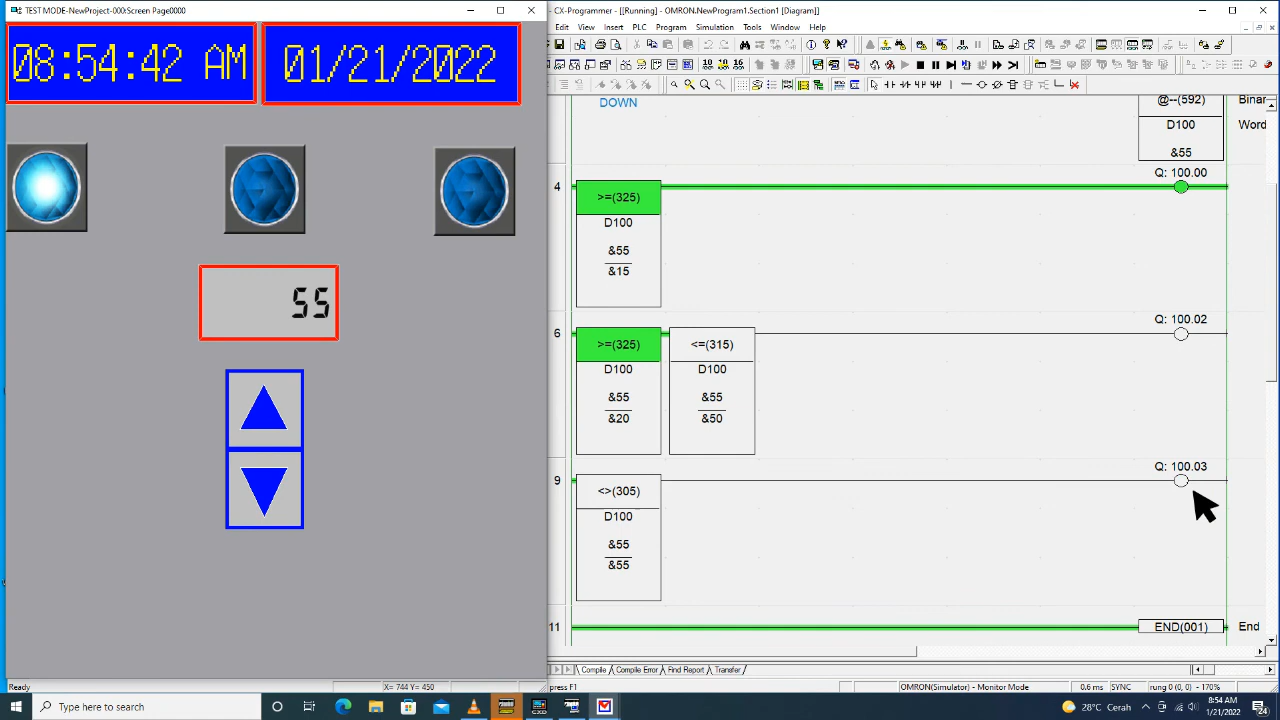 TEST MODE-NewProject-000:Screen Page0000
08:54:42 AM
01/21/2022
55
CX-Programmer - [[Running] - OMRON.NewProgram1.Section1 [Diagram]]
Edit View Insert PLC Program Simulation Tools Window Help
DOWN
@--(592)
D100
&55
Binar
Word
4
>=(325)
D100
&55
&15
Q: 100.00
6
>=(325)
D100
&55
&20
<=(315)
D100
&55
&50
Q: 100.02
9
<>(305)
D100
&55
&55
Q: 100.03
11
END(001)
End
Compile Compile Error Find Report Transfer
Ready
X= 744 Y= 450
press F1
OMRON(Simulator) - Monitor Mode
0.6 m
SYNC
rung 0 (0, 0)
170%
Type here to search
28°C Cerah
8:54 AM
1/21/2022
24